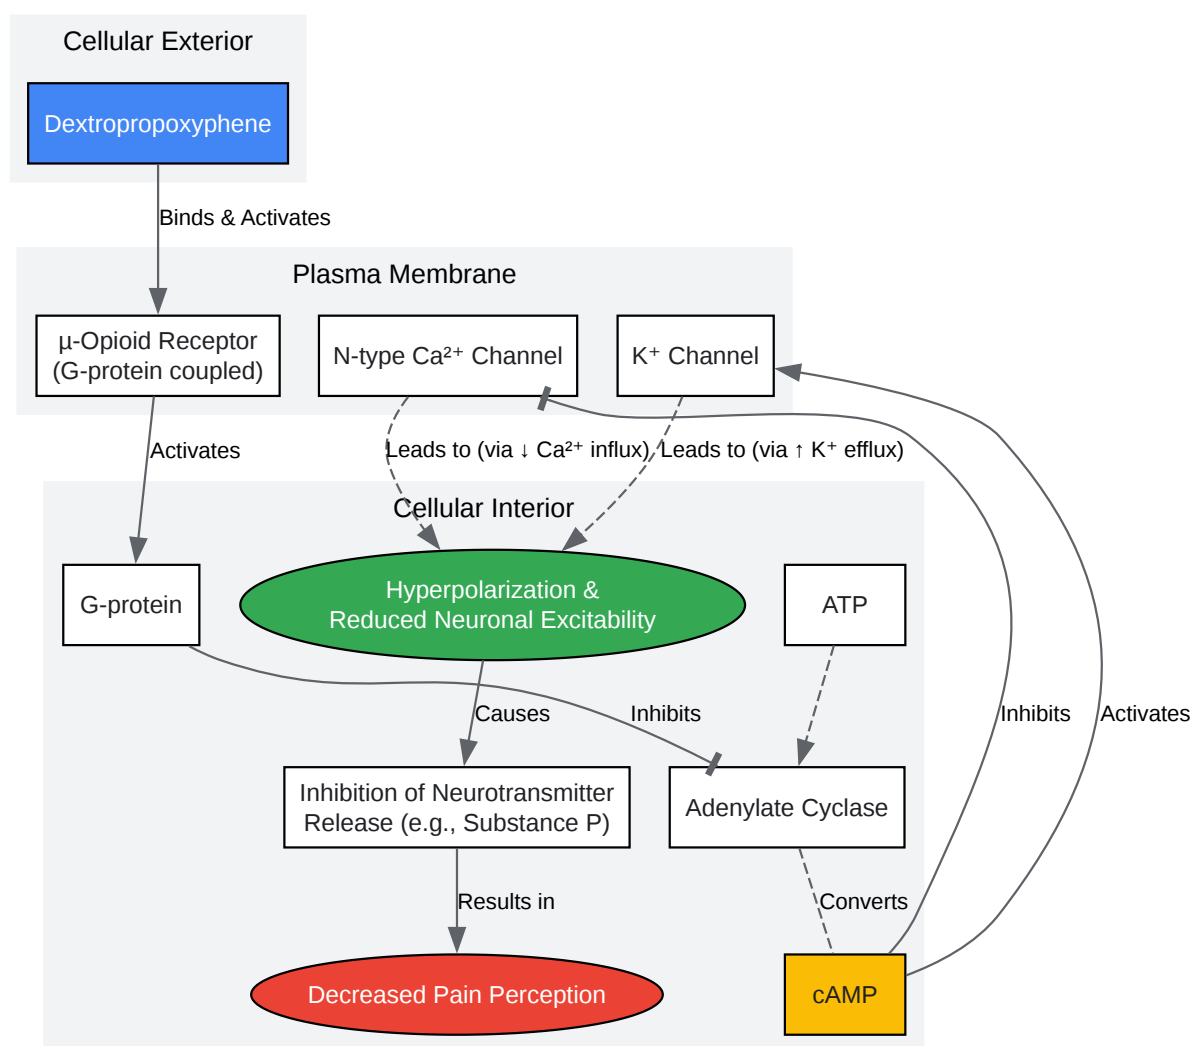 Cellular Exterior
Dextropropoxyphene
Binds & Activates
Plasma Membrane
µ-Opioid Receptor
(G-protein coupled)
N-type Ca²⁺ Channel
K⁺ Channel
Activates
Leads to (via ↓ Ca²⁺ influx)
Leads to (via ↑ K⁺ efflux)
Cellular Interior
G-protein
Hyperpolarization &
Reduced Neuronal Excitability
ATP
Causes
Inhibits
Inhibits
Activates
Inhibition of Neurotransmitter
Release (e.g., Substance P)
Adenylate Cyclase
Results in
Converts
Decreased Pain Perception
cAMP